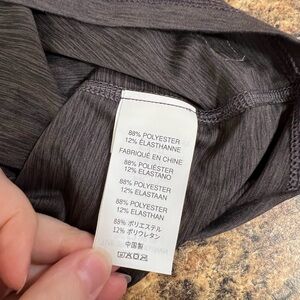 88% POLYESTER
12% ELASTHANNE
FABRIQUÉ EN CHINE
88% POLIÉSTER
12% ELASTANO
88% POLYESTER
12% ELASTAAN
88% POLYESTER
12% ELASTHAN
88% ポリエステル
12% ポリウレタン
中国製